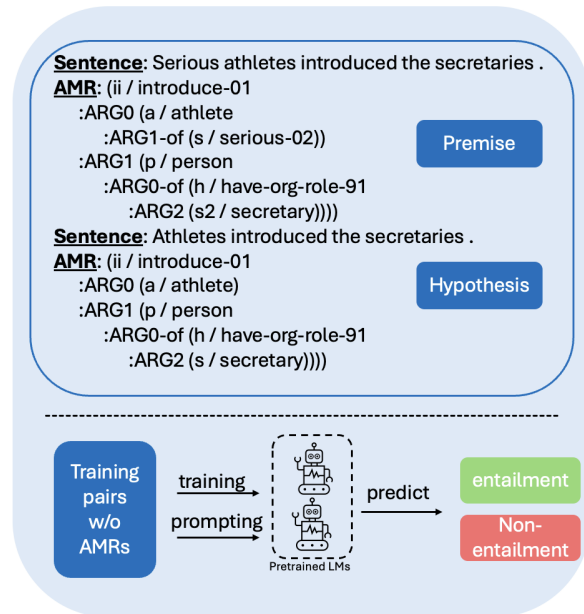 Sentence: Serious athletes introduced the secretaries .
AMR: (ii / introduce-01
:ARG0 (a / athlete
:ARG1-of (s / serious-02))
:ARG1 (p / person
:ARG0-of (h / have-org-role-91
:ARG2 (s2 / secretary))))
Premise
Sentence: Athletes introduced the secretaries .
AMR: (ii / introduce-01
:ARG0 (a / athlete)
:ARG1 (p / person
:ARG0-of (h / have-org-role-91
:ARG2 (s / secretary))))
Hypothesis
Training
pairs
w/o
AMRs
training
prompting
Pretrained LMs
predict
entailment
Non-
entailment